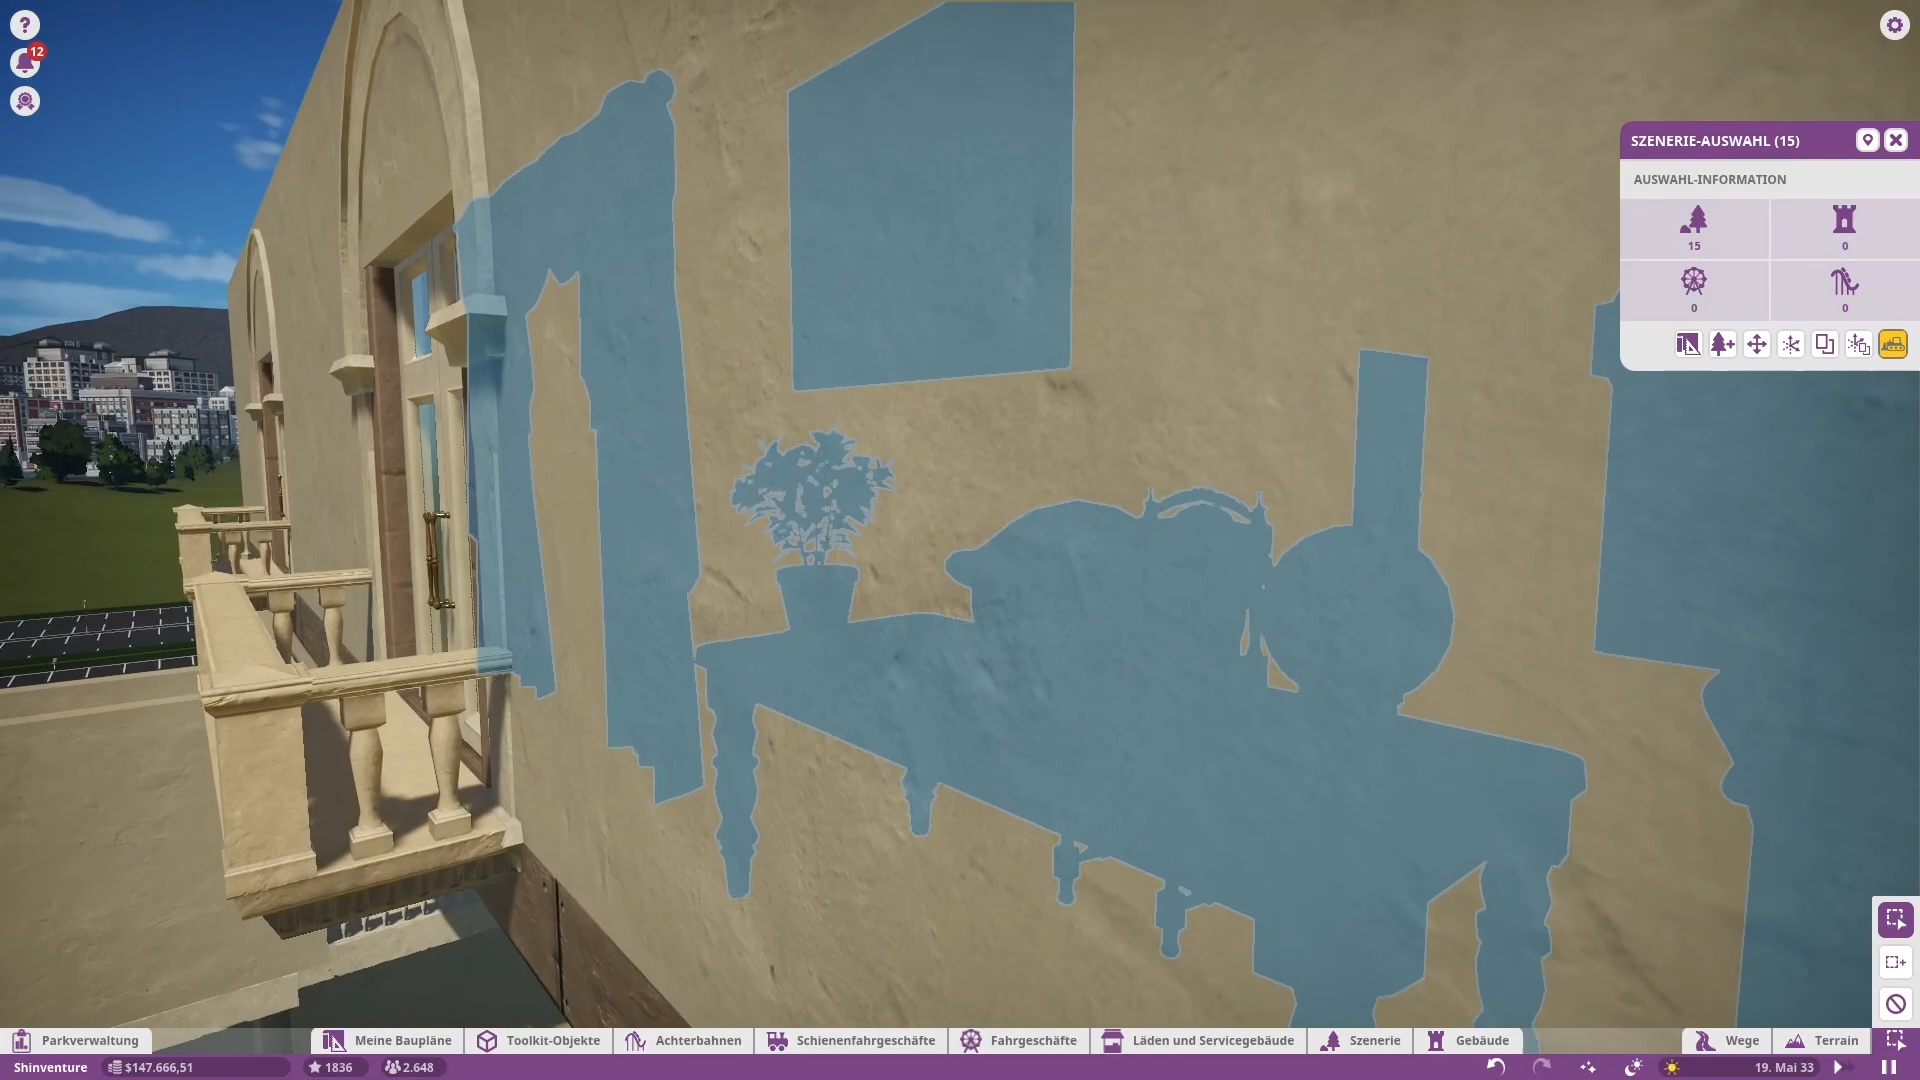 ?
12
SZENERIE-AUSWAHL (15)
AUSWAHL-INFORMATION
15
0
0
0
Parkverwaltung
Meine Baupläne
Toolkit-Objekte
Achterbahnen
Schienenfahrgeschäfte
Fahrgeschäfte
Läden und Servicegebäude
Szenerie
Gebäude
Wege
Terrain
Shinventure
$147.666,51
1836
2.648
19. Mai 33